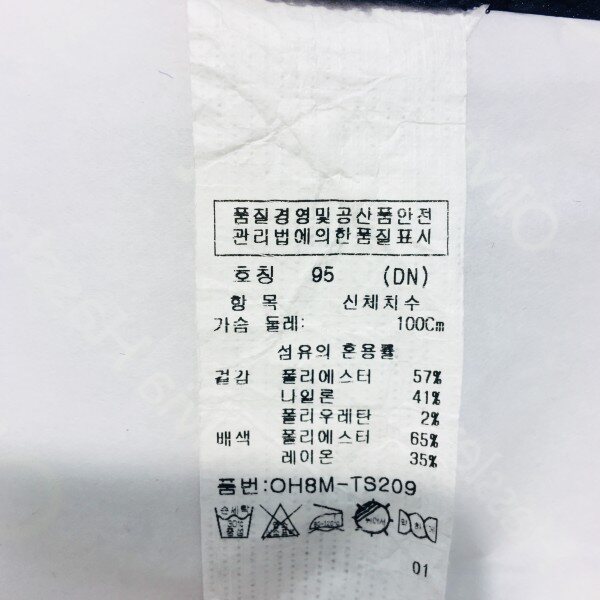 품질경영및공산품안전
관리법에의한품질표시
호칭 95 (DN)
항 목 신체치수
가슴 둘레: 100Cm
섬유의 혼용률
겉감 폴리에스터 57%
나일론 41%
폴리우레탄 2%
배색 폴리에스터 65%
레이온 35%
품번:OH8M-TS209
손세탁
01